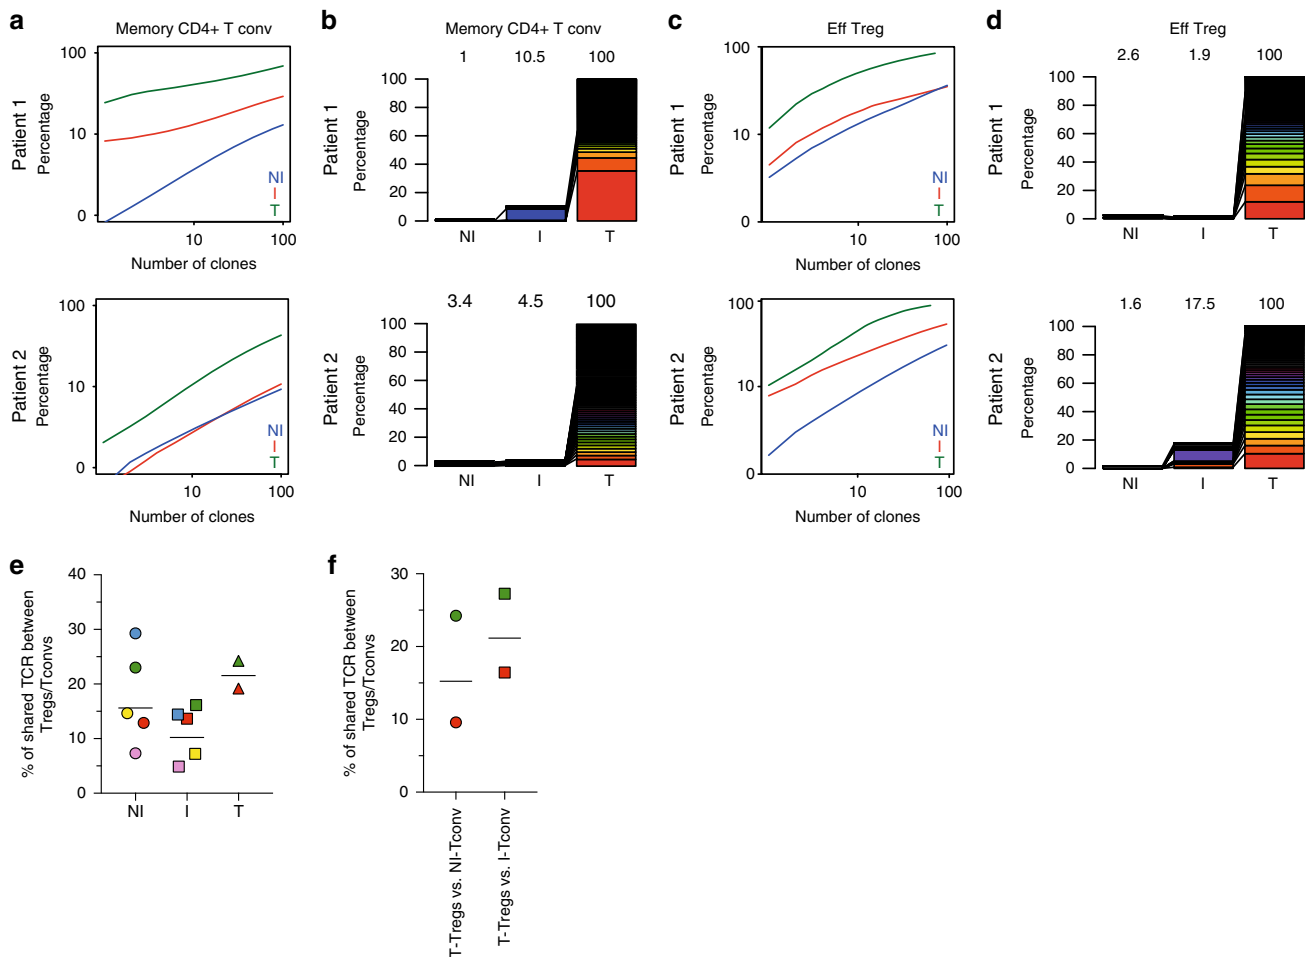 a
Memory CD4+ T conv
Patient 1
Percentage
100
10
0
NI
I
T
10 100
Number of clones
Patient 2
Percentage
100
10
0
NI
I
T
10 100
Number of clones
b
Memory CD4+ T conv
1 10.5 100
Patient 1
Percentage
100
80
60
40
20
0
NI I T
3.4 4.5 100
Patient 2
Percentage
100
80
60
40
20
0
NI I T
c
Eff Treg
Patient 1
Percentage
100
10
0
NI
I
T
10 100
Number of clones
Patient 2
Percentage
100
10
0
NI
I
T
10 100
Number of clones
d
Eff Treg
2.6 1.9 100
Patient 1
Percentage
100
80
60
40
20
0
NI I T
1.6 17.5 100
Patient 2
Percentage
100
80
60
40
20
0
NI I T
e
% of shared TCR between
Tregs/Tconvs
40
30
20
10
0
NI I T
f
% of shared TCR between
Tregs/Tconvs
30
20
10
0
T-Tregs vs. NI-Tconv
T-Tregs vs. I-Tconv